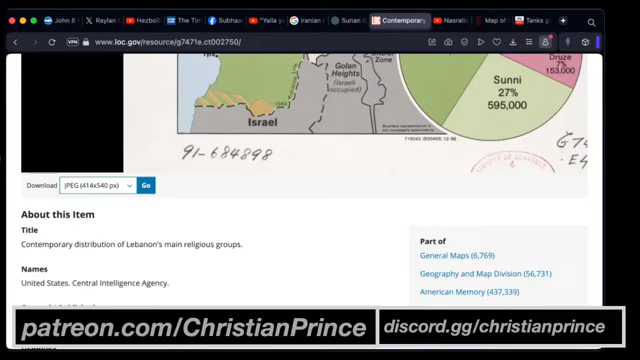 John 8
Raylan
Hezboll
The Time
Subhaa
"Yalla y
Iranian
Sunan
Contemporary
Nasralla
Map of
Tanks g
VPN
www.loc.gov/resource/g7471e.ct002750/
Golan
Heights
(Israeli
occupied)
Zone
Israel
Druze
7%
153,000
Sunni
27%
595,000
91-684898
Download
JPEG (414x540 px)
Go
About this Item
Title
Contemporary distribution of Lebanon's main religious groups.
Names
United States. Central Intelligence Agency.
Part of
General Maps (6,769)
Geography and Map Division (56,731)
American Memory (437,339)
patreon.com/ChristianPrince
discord.gg/christianprince